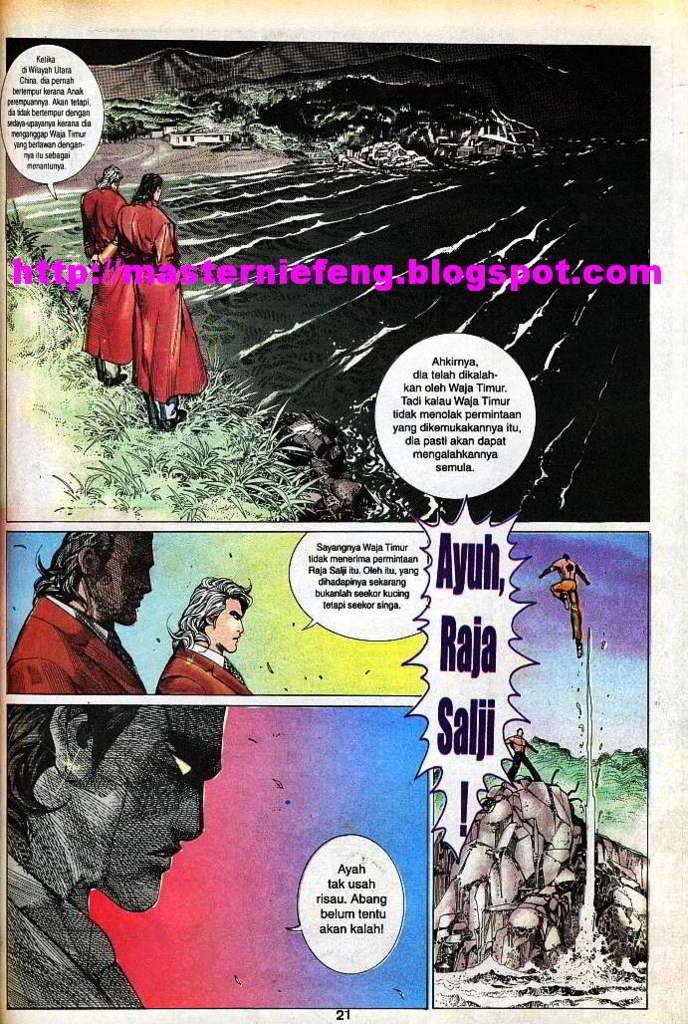 Ketika
di Wilayah Utara
China, dia pernah
bertempur kerana Anak
perempuannya. Akan tetapi,
dia tidak bertempur dengan
sedaya-upayanya kerana dia
menganggap Waja Timur
yang berlawan dengan-
nya itu sebagai
menantunya.
http://masterniefeng.blogspot.com
Ahkirnya,
dia telah dikalah-
kan oleh Waja Timur.
Tadi kalau Waja Timur
tidak menolak permintaan
yang dikemukakannya itu,
dia pasti akan dapat
mengalahkannya
semula.
Sayangnya Waja Timur
tidak menerima permintaan
Raja Salji itu. Oleh itu, yang
dihadapinya sekarang
bukanlah seekor kucing
tetapi seekor singa.
Ayuh,
Raja
Salji
!
Ayah
tak usah
risau. Abang
belum tentu
akan kalah!
21